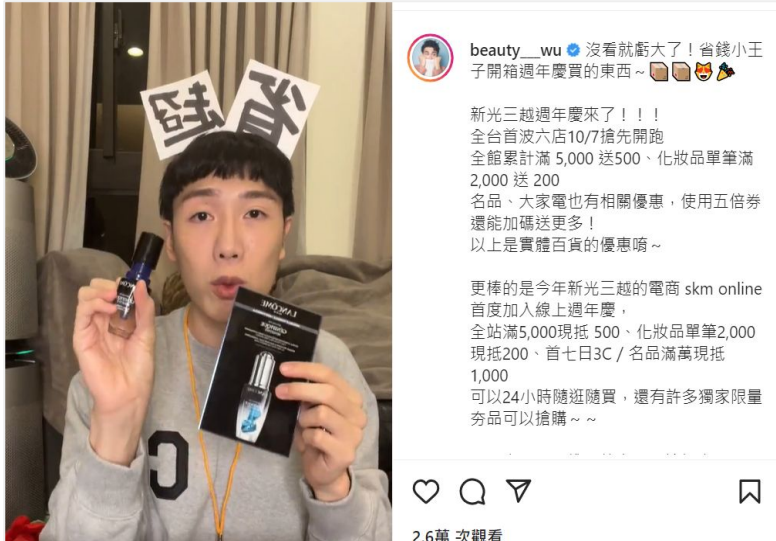 超省
LANCOME
beauty___wu 沒看就虧大了！省錢小王
子開箱週年慶買的東西～
新光三越週年慶來了！！！
全台首波六店10/7搶先開跑
全館累計滿 5,000 送500、化妝品單筆滿
2,000 送 200
名品、大家電也有相關優惠，使用五倍券
還能加碼送更多！
以上是實體百貨的優惠唷～
更棒的是今年新光三越的電商 skm online
首度加入線上週年慶，
全站滿5,000現抵 500、化妝品單筆2,000
現抵200、首七日3C / 名品滿萬現抵
1,000
可以24小時隨逛隨買，還有許多獨家限量
夯品可以搶購～～
2.6萬 次觀看